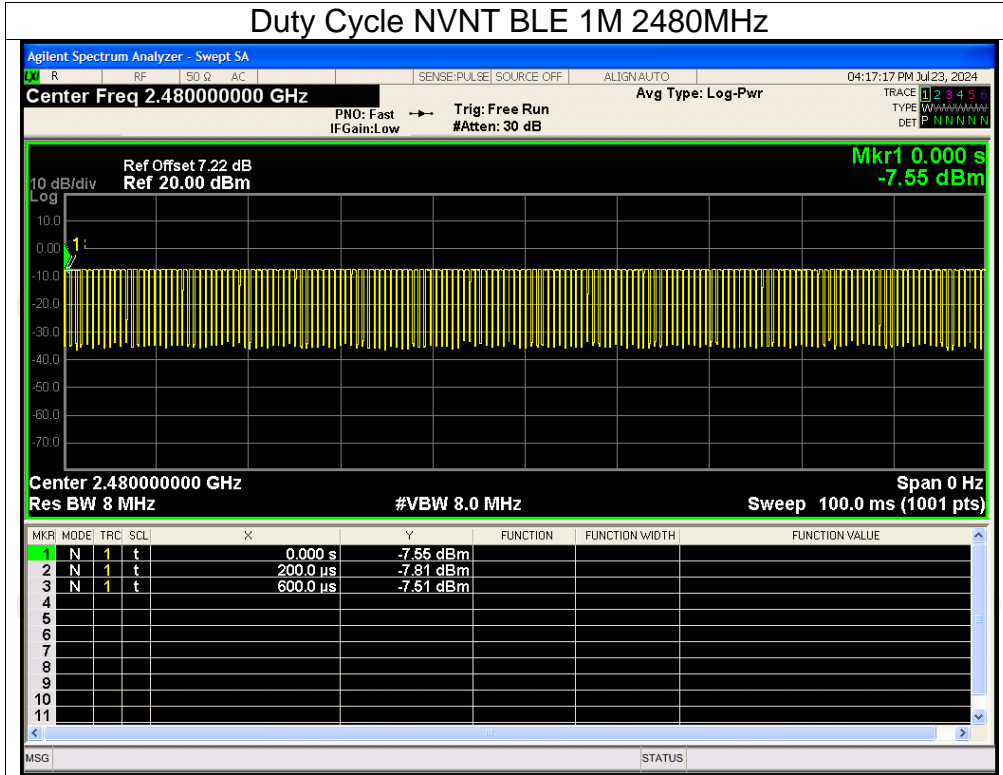 Duty Cycle NVNT BLE 1M 2480MHz
Agilent Spectrum Analyzer - Swept SA
LXI R RF 50 Ω AC SENSE:PULSE SOURCE OFF ALIGN AUTO 04:17:17 PM Jul 23, 2024
Center Freq 2.480000000 GHz Avg Type: Log-Pwr TRACE 1 2 3 4 5 6
PNO: Fast Trig: Free Run TYPE WWWWWWW
IFGain:Low #Atten: 30 dB DET P N N N N N
Mkr1 0.000 s
Ref Offset 7.22 dB
10 dB/div Ref 20.00 dBm -7.55 dBm
Log
10.0
0.00 1
-10.0
-20.0
-30.0
-40.0
-50.0
-60.0
-70.0
Center 2.480000000 GHz Span 0 Hz
Res BW 8 MHz #VBW 8.0 MHz Sweep 100.0 ms (1001 pts)
MKR MODE TRC SCL X Y FUNCTION FUNCTION WIDTH FUNCTION VALUE
1 N 1 t 0.000 s -7.55 dBm
2 N 1 t 200.0 µs -7.81 dBm
3 N 1 t 600.0 µs -7.51 dBm
4
5
6
7
8
9
10
11
MSG STATUS